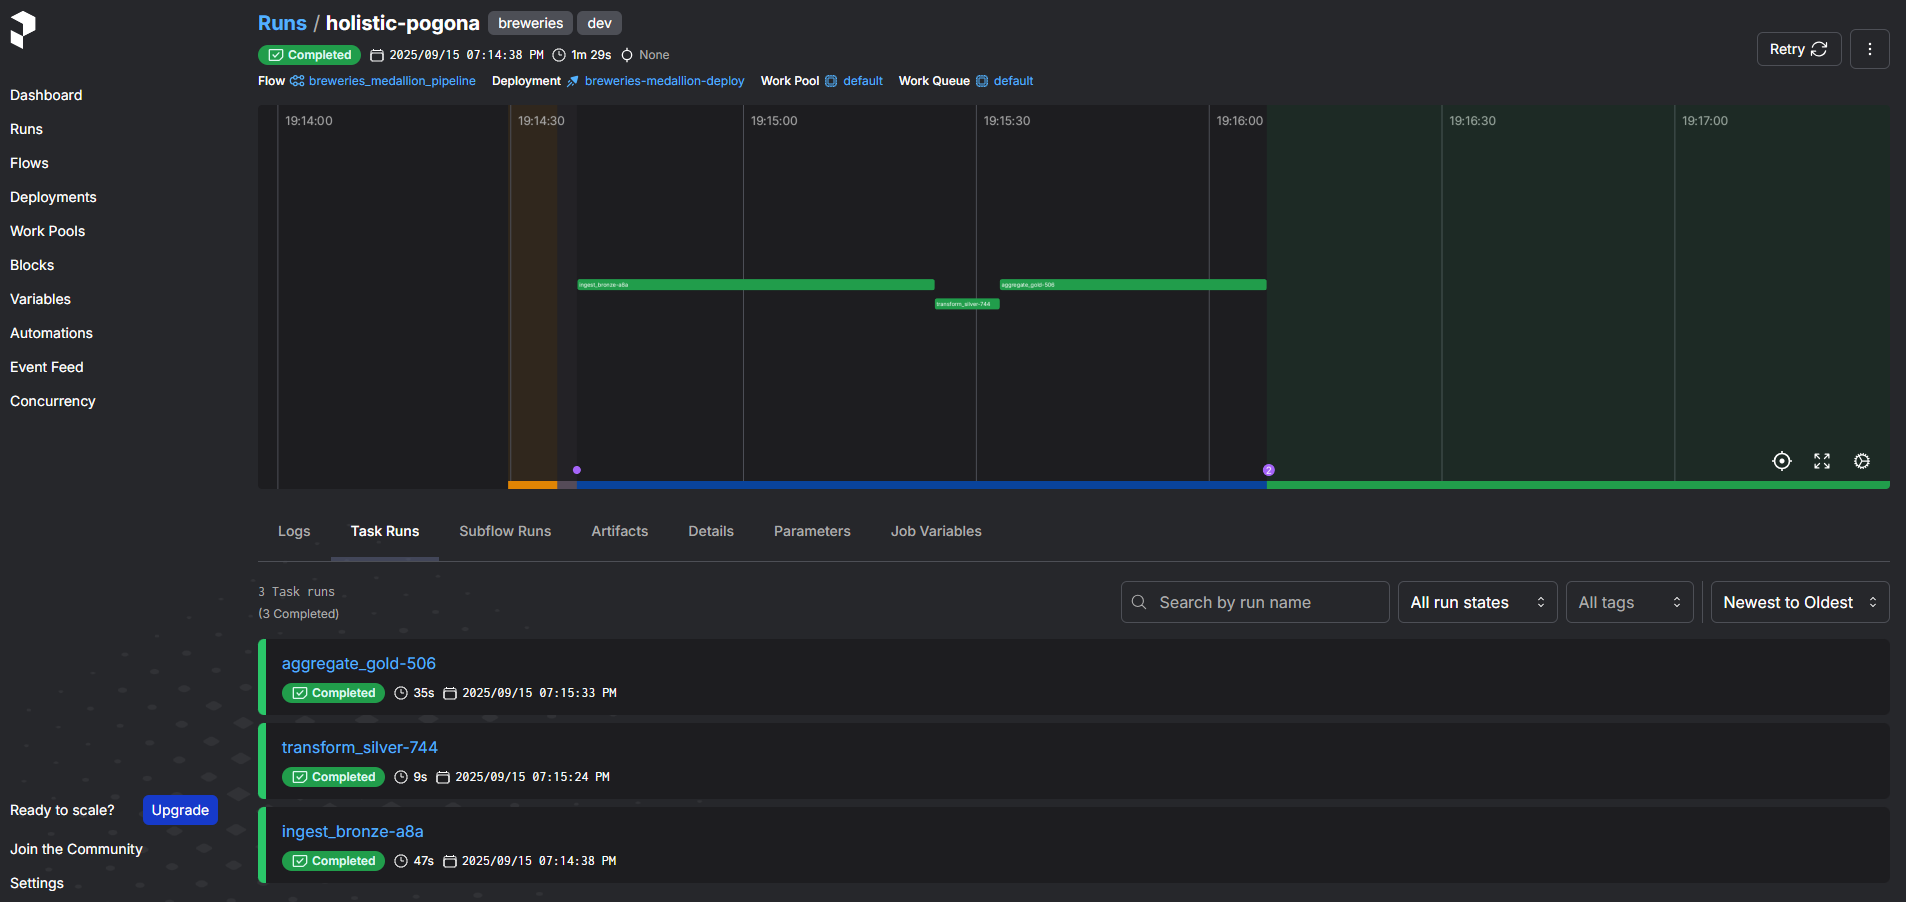 Runs / holistic-pogona breweries dev
Completed 2025/09/15 07:14:38 PM 1m 29s None
Flow breweries_medallion_pipeline Deployment breweries-medallion-deploy Work Pool default Work Queue default
Retry
Dashboard
Runs
Flows
Deployments
Work Pools
Blocks
Variables
Automations
Event Feed
Concurrency
Ready to scale? Upgrade
Join the Community
Settings
19:14:00 19:14:30 19:15:00 19:15:30 19:16:00 19:16:30 19:17:00
ingest_bronze-a8a aggregate_gold-506
transform_silver-744
2
Logs Task Runs Subflow Runs Artifacts Details Parameters Job Variables
3 Task runs
(3 Completed)
Search by run name All run states All tags Newest to Oldest
aggregate_gold-506
Completed 35s 2025/09/15 07:15:33 PM
transform_silver-744
Completed 9s 2025/09/15 07:15:24 PM
ingest_bronze-a8a
Completed 47s 2025/09/15 07:14:38 PM